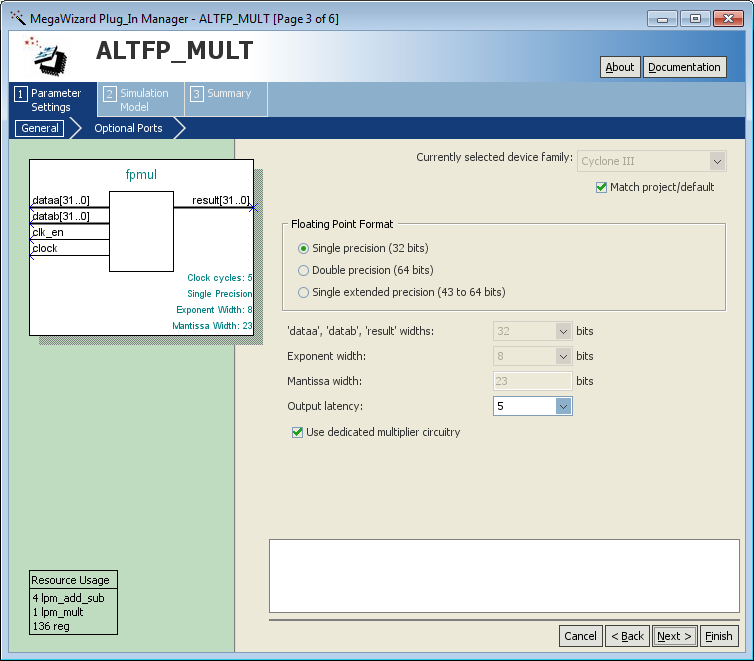 MegaWizard Plug_In Manager - ALTFP_MULT [Page 3 of 6]
ALTFP_MULT
About
Documentation
1 Parameter Settings
2 Simulation Model
3 Summary
General
Optional Ports
Currently selected device family:
Cyclone III
Match project/default
fpmul
dataa[31..0]
result[31..0]
datab[31..0]
clk_en
clock
Clock cycles: 5
Single Precision
Exponent Width: 8
Mantissa Width: 23
Floating Point Format
Single precision (32 bits)
Double precision (64 bits)
Single extended precision (43 to 64 bits)
'dataa', 'datab', 'result' widths: 32 bits
Exponent width: 8 bits
Mantissa width: 23 bits
Output latency: 5
Use dedicated multiplier circuitry
Resource Usage
4 lpm_add_sub
1 lpm_mult
136 reg
Cancel
< Back
Next >
Finish